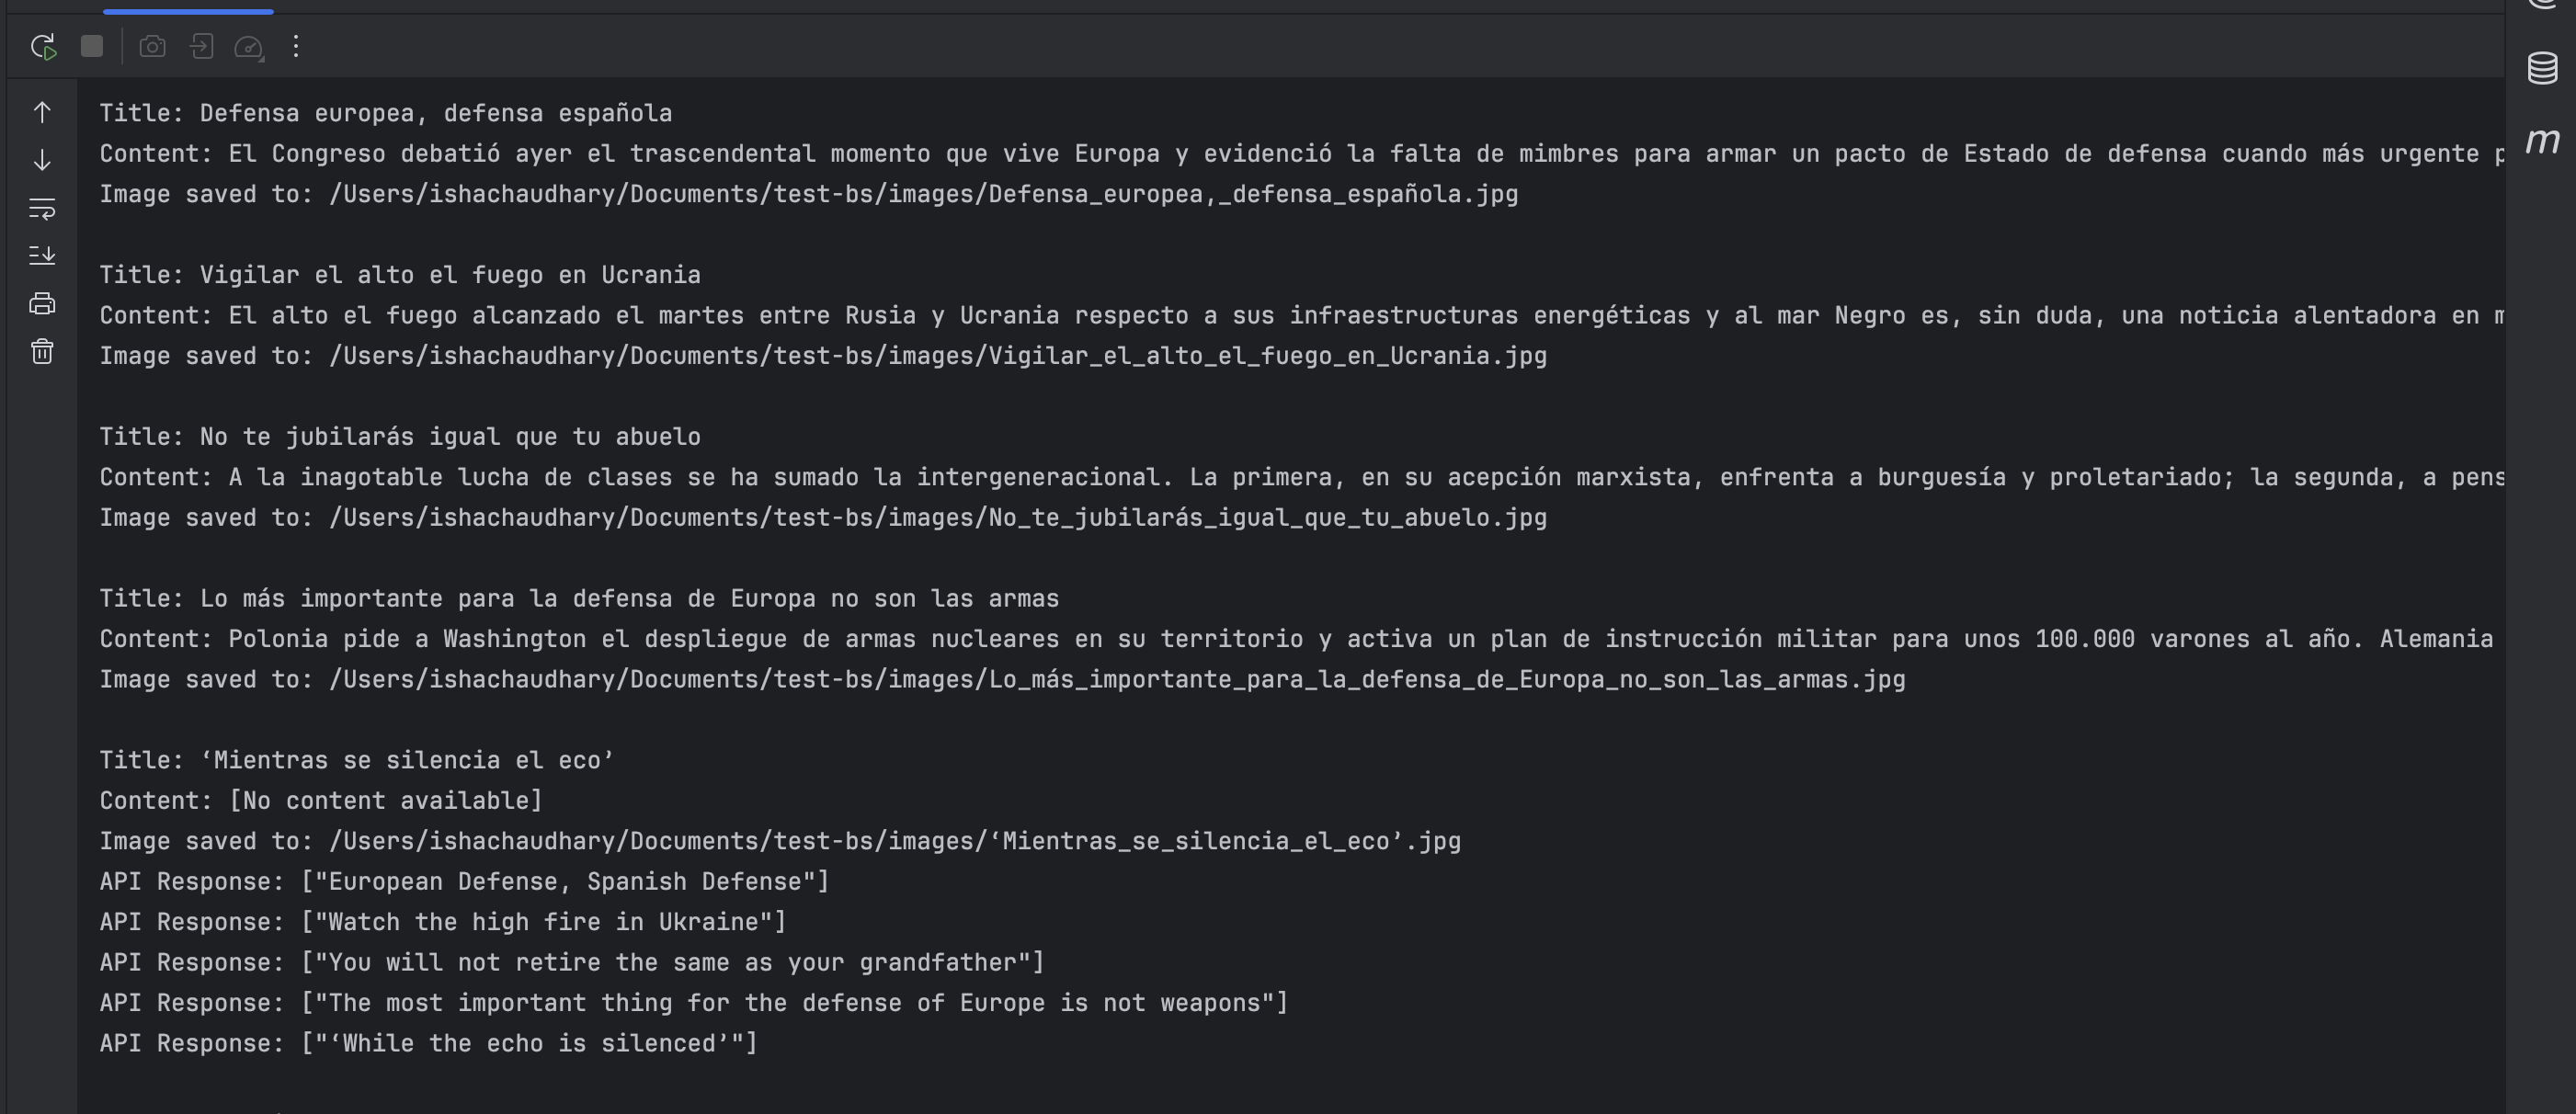 Title: Defensa europea, defensa española
Content: El Congreso debatió ayer el trascendental momento que vive Europa y evidenció la falta de mimbres para armar un pacto de Estado de defensa cuando más urgente
Image saved to: /Users/ishachaudhary/Documents/test-bs/images/Defensa_europea,_defensa_española.jpg
Title: Vigilar el alto el fuego en Ucrania
Content: El alto el fuego alcanzado el martes entre Rusia y Ucrania respecto a sus infraestructuras energéticas y al mar Negro es, sin duda, una noticia alentadora en
Image saved to: /Users/ishachaudhary/Documents/test-bs/images/Vigilar_el_alto_el_fuego_en_Ucrania.jpg
Title: No te jubilarás igual que tu abuelo
Content: A la inagotable lucha de clases se ha sumado la intergeneracional. La primera, en su acepción marxista, enfrenta a burguesía y proletariado; la segunda, a pens
Image saved to: /Users/ishachaudhary/Documents/test-bs/images/No_te_jubilarás_igual_que_tu_abuelo.jpg
Title: Lo más importante para la defensa de Europa no son las armas
Content: Polonia pide a Washington el despliegue de armas nucleares en su territorio y activa un plan de instrucción militar para unos 100.000 varones al año. Alemania
Image saved to: /Users/ishachaudhary/Documents/test-bs/images/Lo_más_importante_para_la_defensa_de_Europa_no_son_las_armas.jpg
Title: ‘Mientras se silencia el eco’
Content: [No content available]
Image saved to: /Users/ishachaudhary/Documents/test-bs/images/‘Mientras_se_silencia_el_eco’.jpg
API Response: ["European Defense, Spanish Defense"]
API Response: ["Watch the high fire in Ukraine"]
API Response: ["You will not retire the same as your grandfather"]
API Response: ["The most important thing for the defense of Europe is not weapons"]
API Response: ["‘While the echo is silenced’"]